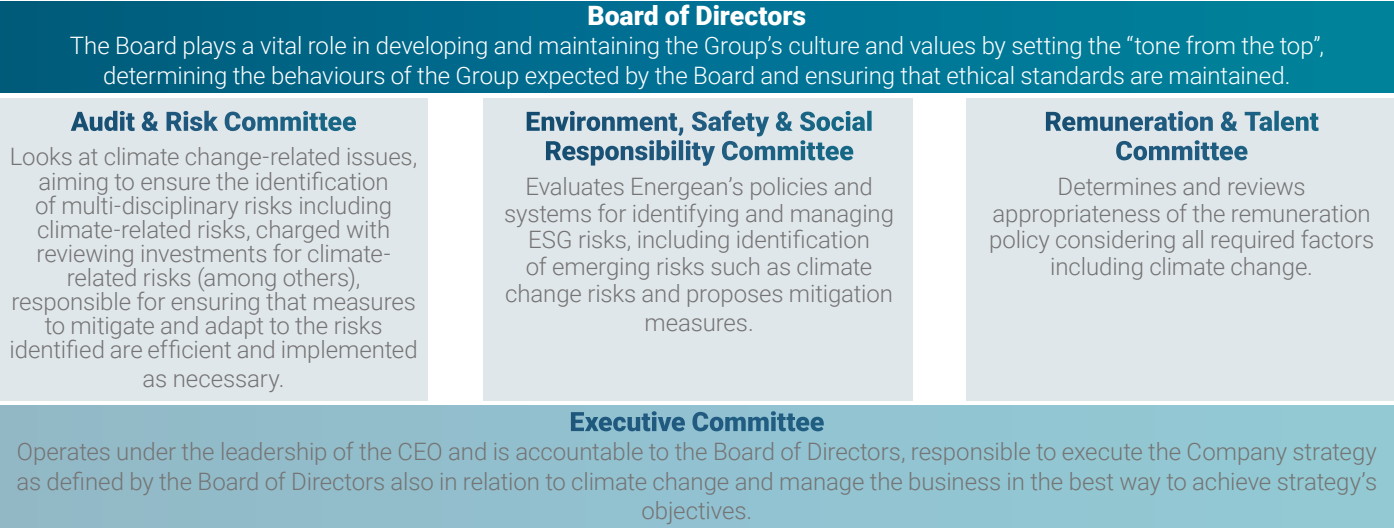 Board of Directors
The Board plays a vital role in developing and maintaining the Group’s culture and values by setting the “tone from the top”,
determining the behaviours of the Group expected by the Board and ensuring that ethical standards are maintained.
Audit & Risk Committee
Looks at climate change-related issues,
aiming to ensure the identification
of multi-disciplinary risks including
climate-related risks, charged with
reviewing investments for climate-
related risks (among others),
responsible for ensuring that measures
to mitigate and adapt to the risks
identified are efficient and implemented
as necessary.
Environment, Safety & Social
Responsibility Committee
Evaluates Energean’s policies and
systems for identifying and managing
ESG risks, including identification
of emerging risks such as climate
change risks and proposes mitigation
measures.
Remuneration & Talent
Committee
Determines and reviews
appropriateness of the remuneration
policy considering all required factors
including climate change.
Executive Committee
Operates under the leadership of the CEO and is accountable to the Board of Directors, responsible to execute the Company strategy
as defined by the Board of Directors also in relation to climate change and manage the business in the best way to achieve strategy’s
objectives.